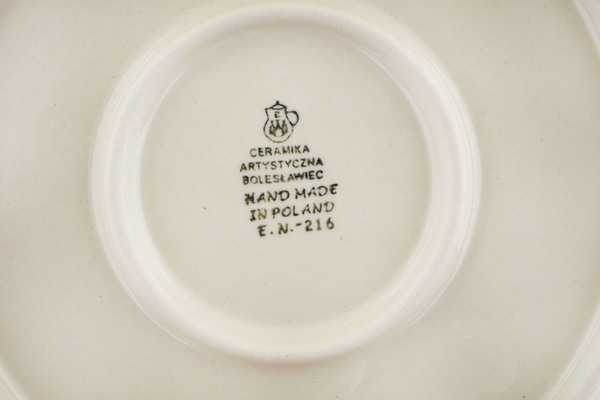 CERAMIKA
ARTYSTYCZNA
BOLESŁAWIEC
HAND MADE
IN POLAND
E.N.-216